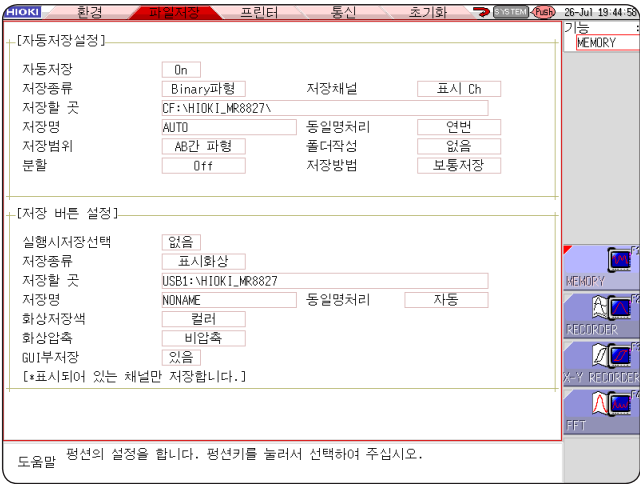 HIOKI 환경 파일저장 프린터 통신 초기화 SYSTEM Push 26-Jul 19:44:58
기능 :
MEMORY
[자동저장설정]
자동저장 On
저장종류 Binary파형 저장채널 표시 Ch
저장할 곳 CF:\HIOKI_MR8827\
저장명 AUTO 동일명처리 연번
저장범위 AB간 파형 폴더작성 없음
분할 Off 저장방법 보통저장
[저장 버튼 설정]
실행시저장선택 없음
저장종류 표시화상
저장할 곳 USB1:\HIOKI_MR8827
저장명 NONAME 동일명처리 자동
화상저장색 컬러
화상압축 비압축
GUI부저장 있음
[*표시되어 있는 채널만 저장합니다.]
F1
MEMORY
F2
RECORDER
F3
X-Y RECORDER
F4
FFT
도움말 펑션의 설정을 합니다. 펑션키를 눌러서 선택하여 주십시오.